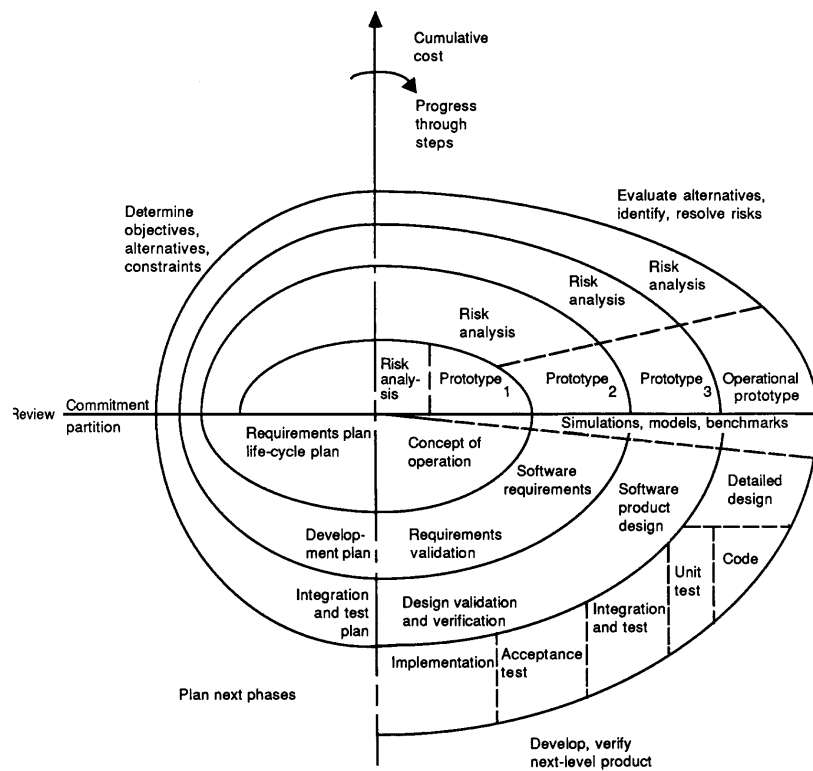 Cumulative
cost
Progress
through
steps
Evaluate alternatives,
identify, resolve risks
Determine
objectives,
alternatives,
constraints
Risk
analysis
Risk
analysis
Risk
analysis
Risk
analy-
sis
Prototype 1
Prototype 2
Prototype 3
Operational
prototype
Review
Commitment
partition
Simulations, models, benchmarks
Requirements plan
life-cycle plan
Concept of
operation
Software
requirements
Software
product
design
Detailed
design
Develop-
ment plan
Requirements
validation
Code
Unit
test
Integration
and test
plan
Design validation
and verification
Integration
and test
Implementation
Acceptance
test
Plan next phases
Develop, verify
next-level product